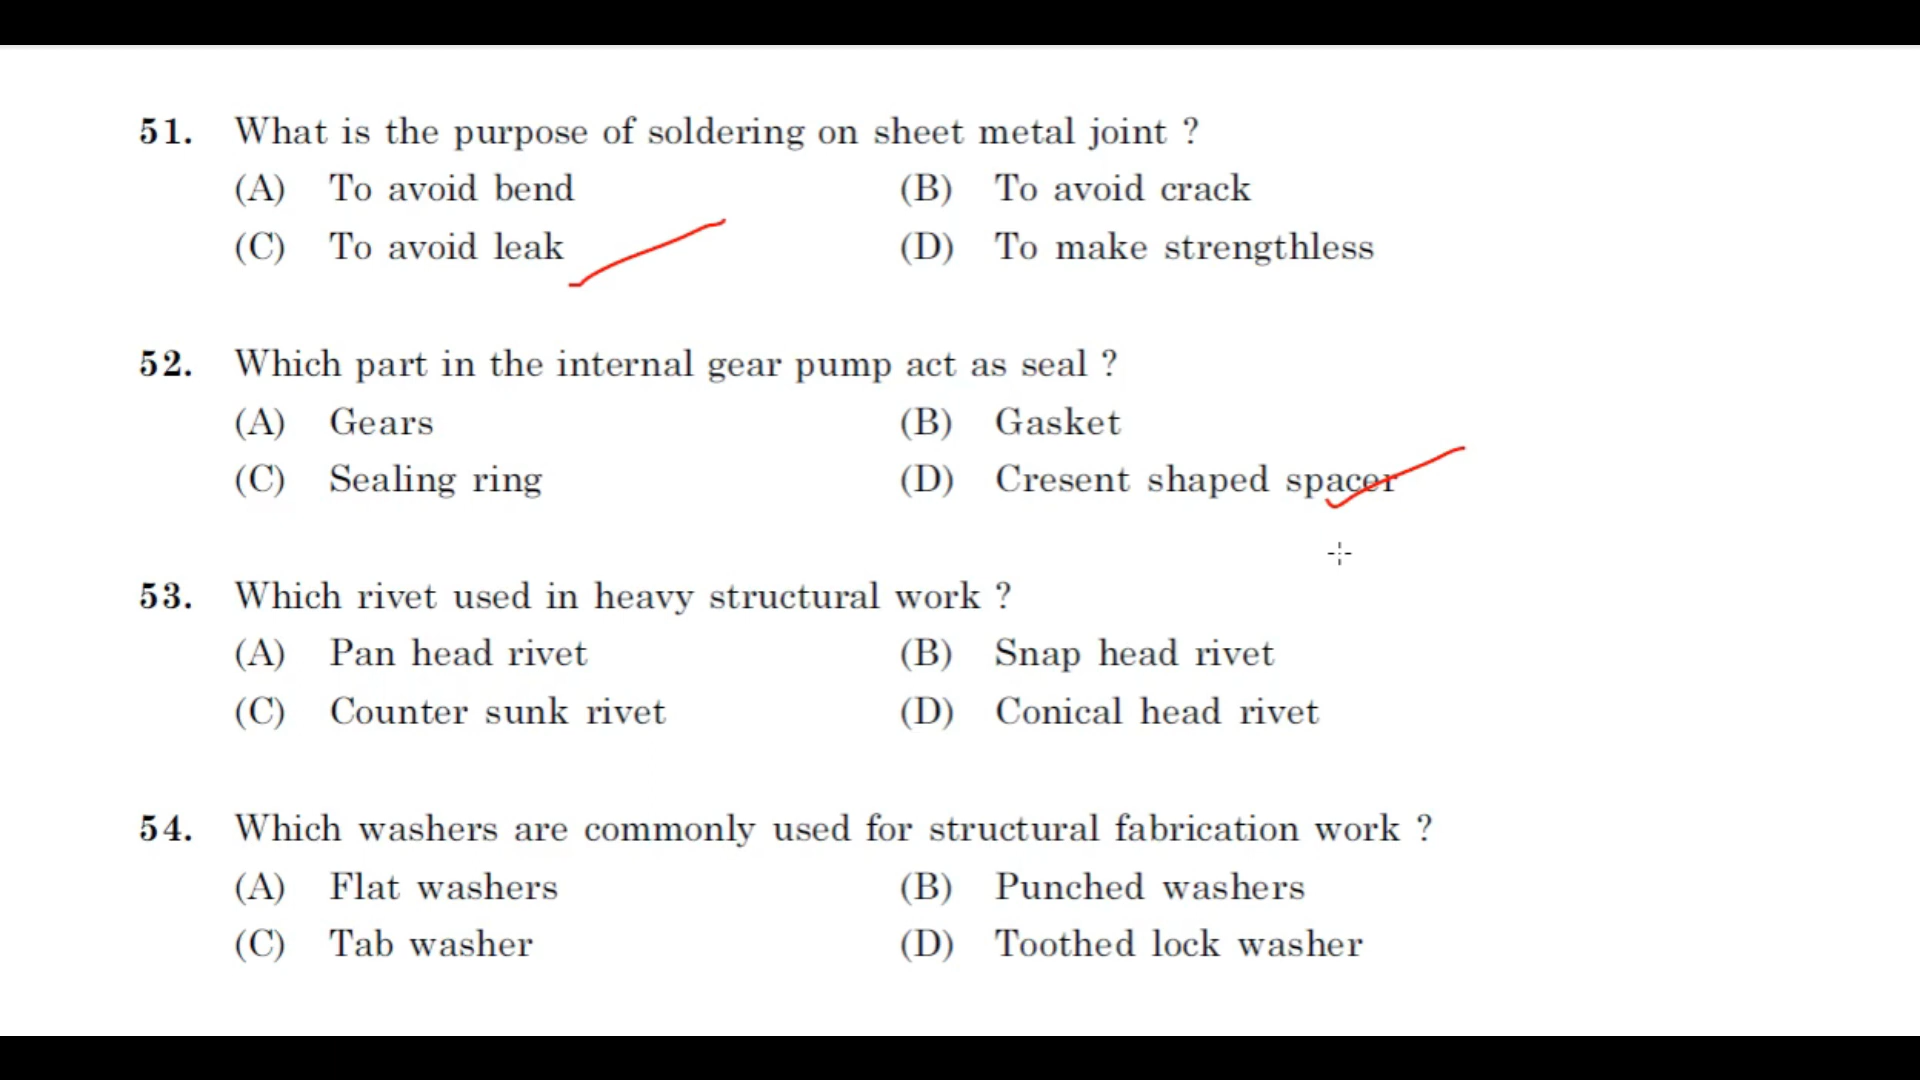 51. What is the purpose of soldering on sheet metal joint ?
(A) To avoid bend (B) To avoid crack
(C) To avoid leak (D) To make strengthless
52. Which part in the internal gear pump act as seal ?
(A) Gears (B) Gasket
(C) Sealing ring (D) Cresent shaped spacer
53. Which rivet used in heavy structural work ?
(A) Pan head rivet (B) Snap head rivet
(C) Counter sunk rivet (D) Conical head rivet
54. Which washers are commonly used for structural fabrication work ?
(A) Flat washers (B) Punched washers
(C) Tab washer (D) Toothed lock washer